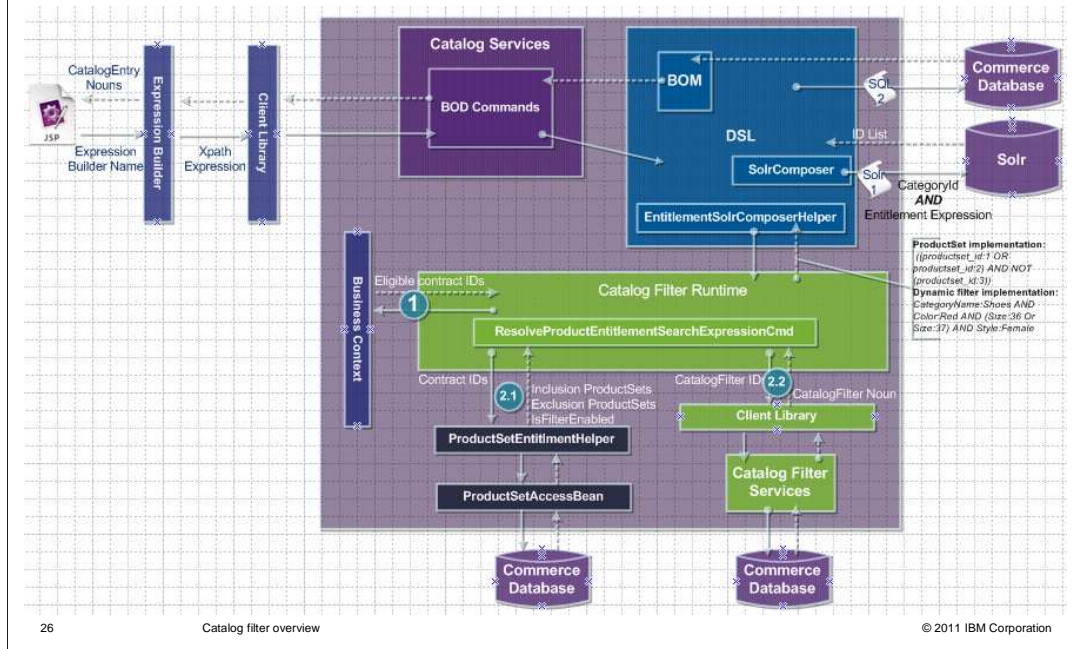 CatalogEntry
Nouns
JSP
Expression
Builder Name
Expression Builder
Xpath
Expression
Client Library
Catalog Services
BOD Commands
BOM
DSL
SolrComposer
EntitlementSolrComposerHelper
SQL
2
Commerce
Database
ID List
Solr
Solr
1
CategoryId
AND
Entitlement Expression
ProductSet implementation:
((productset_id:1 OR
productset_id:2) AND NOT
(productset_id:3))
Dynamic filter implementation:
CategoryName:Shoes AND
Color:Red AND (Size:36 Or
Size:37) AND Style:Female
Business Context
Eligible contract IDs
1
Catalog Filter Runtime
ResolveProductEntitlementSearchExpressionCmd
Contract IDs
2.1
Inclusion ProductSets
Exclusion ProductSets
IsFilterEnabled
CatalogFilter ID
2.2
CatalogFilter Noun
ProductSetEntitlmentHelper
Client Library
ProductSetAccessBean
Catalog Filter
Services
Commerce
Database
Commerce
Database
26
Catalog filter overview
© 2011 IBM Corporation